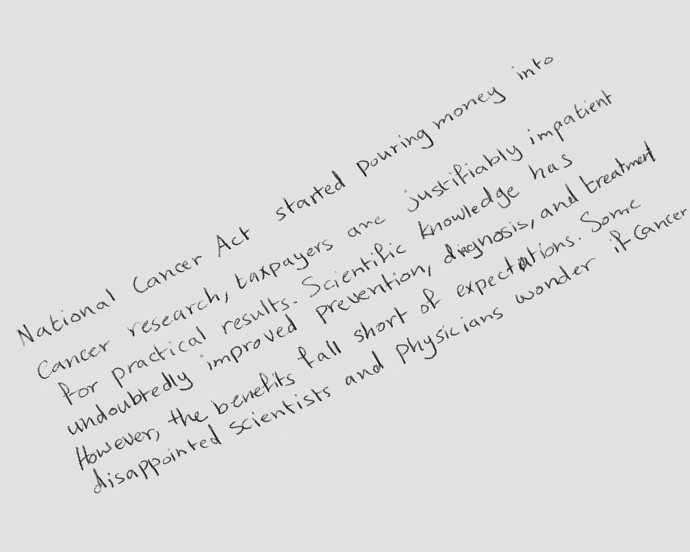 National Cancer Act started pouring money into
Cancer research, taxpayers are justifiably impatient
for practical results. Scientific knowledge has
undoubtedly improved prevention, diagnosis, and treatment
However, the benefits fall short of expectations. Some
disappointed scientists and physicians wonder if Cancer